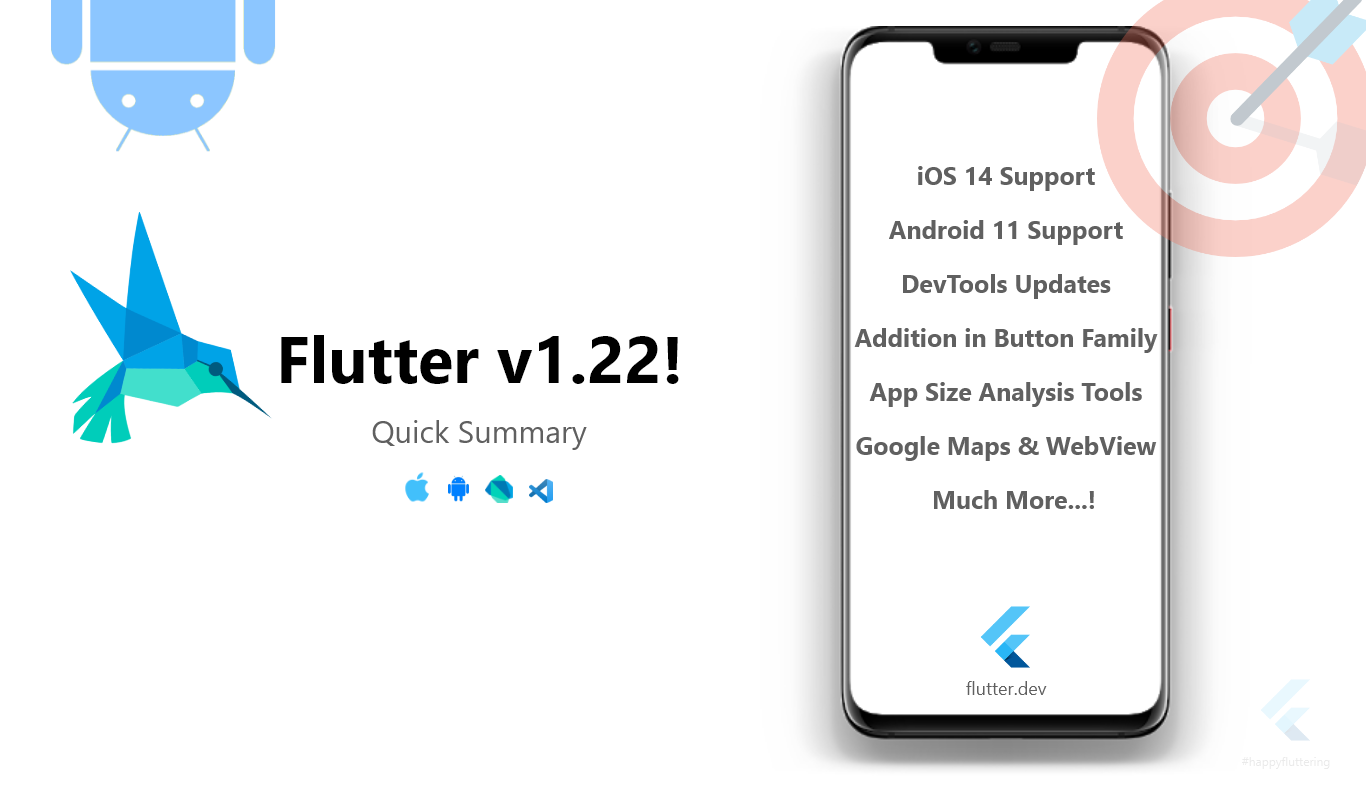 Flutter v1.22!
Quick Summary
iOS 14 Support
Android 11 Support
DevTools Updates
Addition in Button Family
App Size Analysis Tools
Google Maps & WebView
Much More...!
flutter.dev
#happyfluttering